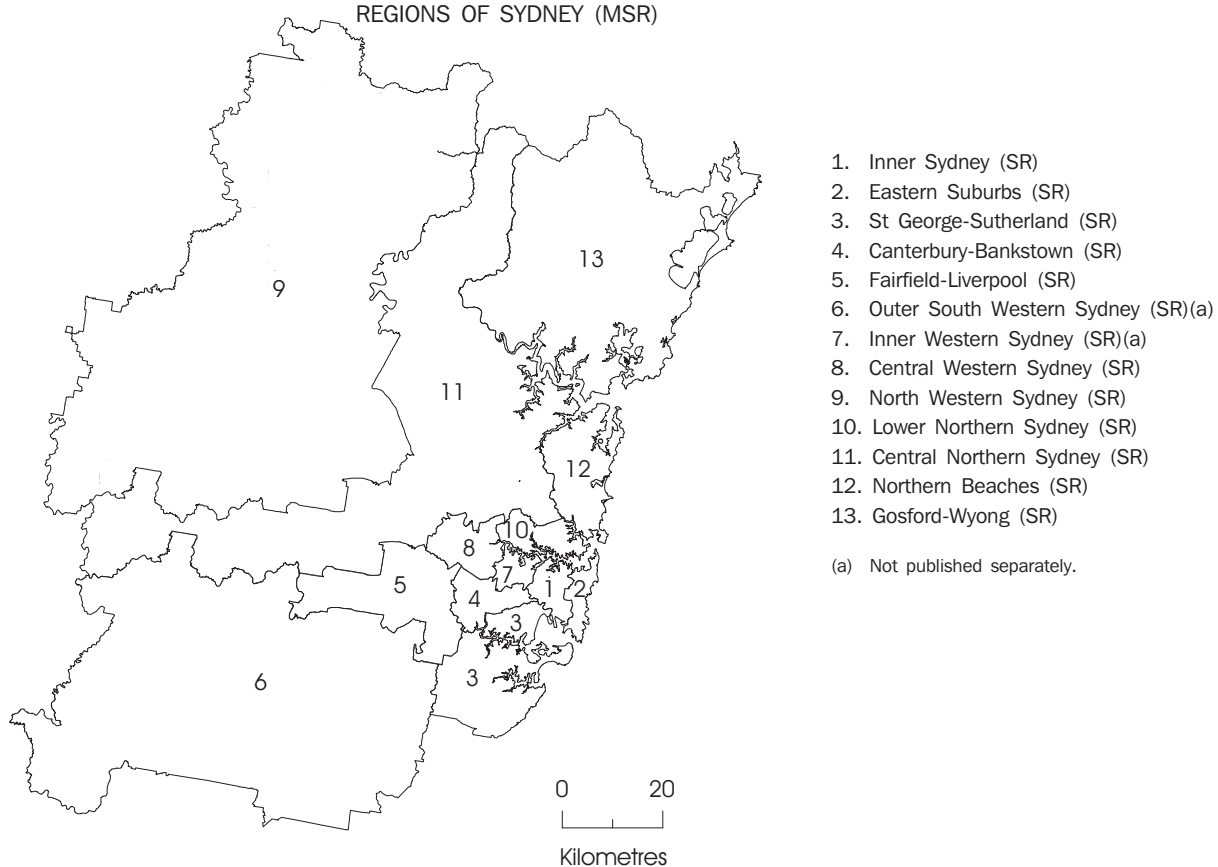 REGIONS OF SYDNEY (MSR)
9
13
11
12
10
8
7
5
1
2
4
3
3
6
1. Inner Sydney (SR)
2. Eastern Suburbs (SR)
3. St George-Sutherland (SR)
4. Canterbury-Bankstown (SR)
5. Fairfield-Liverpool (SR)
6. Outer South Western Sydney (SR)(a)
7. Inner Western Sydney (SR)(a)
8. Central Western Sydney (SR)
9. North Western Sydney (SR)
10. Lower Northern Sydney (SR)
11. Central Northern Sydney (SR)
12. Northern Beaches (SR)
13. Gosford-Wyong (SR)
(a) Not published separately.
0 20
Kilometres